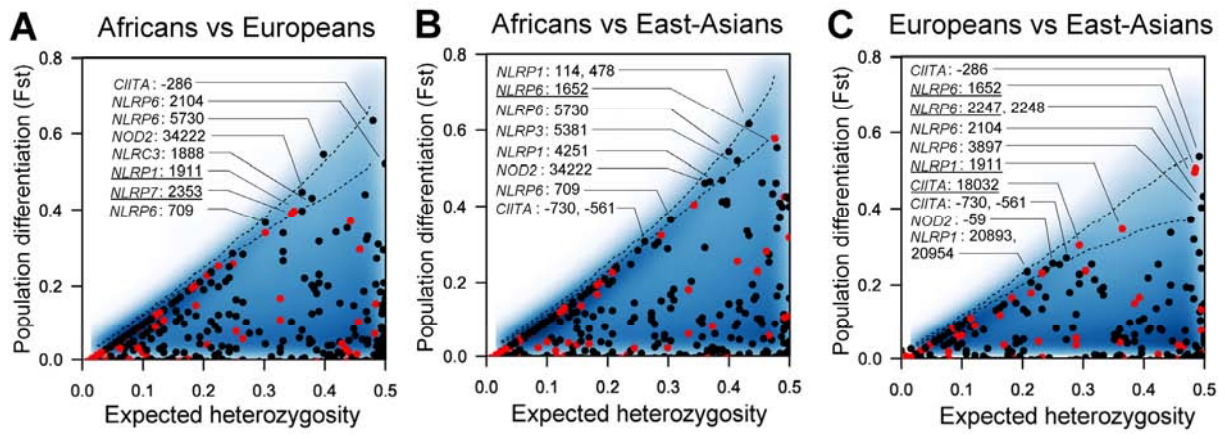 A Africans vs Europeans
Population differentiation (Fst)
0.8
0.6
0.4
0.2
0.0
CIITA: -286
NLRP6: 2104
NLRP6: 5730
NOD2: 34222
NLRC3: 1888
NLRP1: 1911
NLRP7: 2353
NLRP6: 709
0.0 0.1 0.2 0.3 0.4 0.5
Expected heterozygosity
B Africans vs East-Asians
Population differentiation (Fst)
0.8
0.6
0.4
0.2
0.0
NLRP1: 114, 478
NLRP6: 1652
NLRP6: 5730
NLRP3: 5381
NLRP1: 4251
NOD2: 34222
NLRP6: 709
CIITA: -730, -561
0.0 0.1 0.2 0.3 0.4 0.5
Expected heterozygosity
C Europeans vs East-Asians
Population differentiation (Fst)
0.8
0.6
0.4
0.2
0.0
CIITA: -286
NLRP6: 1652
NLRP6: 2247, 2248
NLRP6: 2104
NLRP6: 3897
NLRP1: 1911
CIITA: 18032
CIITA: -730, -561
NOD2: -59
NLRP1: 20893,
20954
0.0 0.1 0.2 0.3 0.4 0.5
Expected heterozygosity